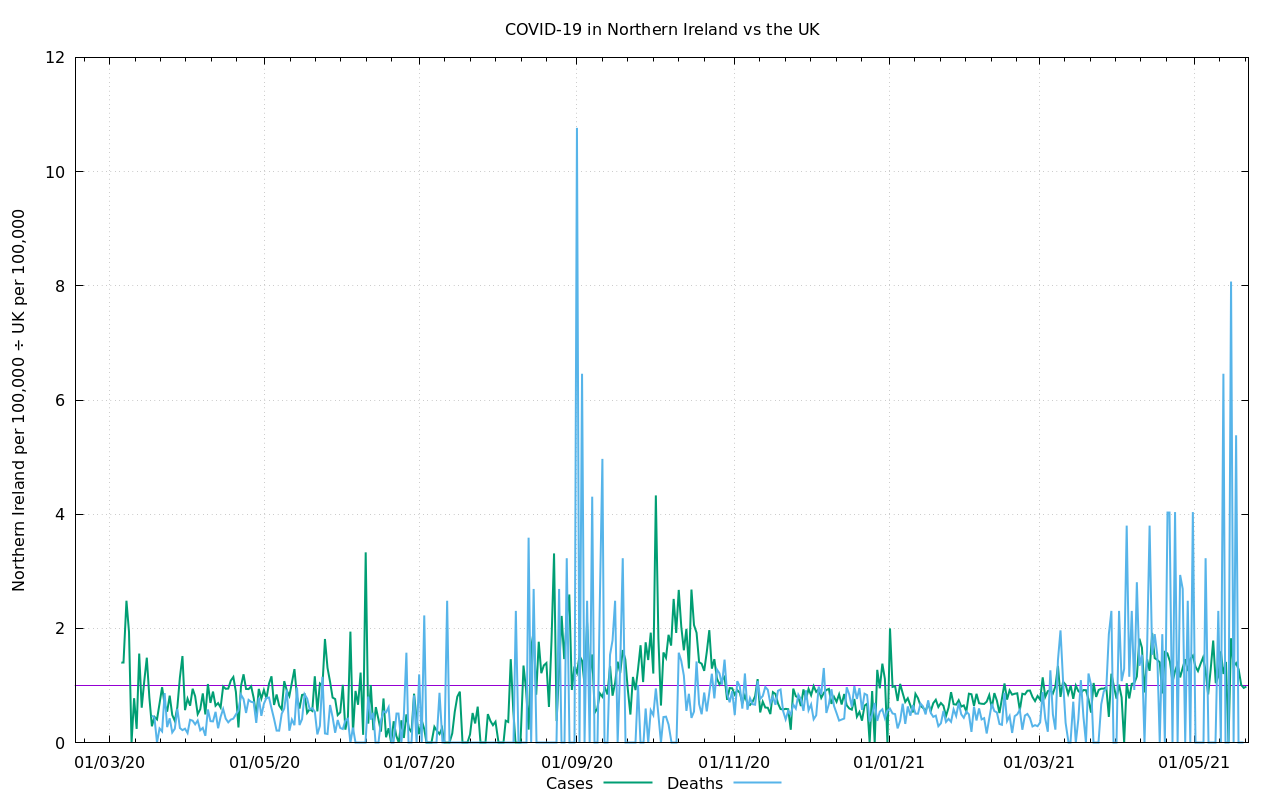 COVID-19 in Northern Ireland vs the UK
Northern Ireland per 100,000 ÷ UK per 100,000
12
10
8
6
4
2
0
01/03/20 01/05/20 01/07/20 01/09/20 01/11/20 01/01/21 01/03/21 01/05/21
Cases Deaths